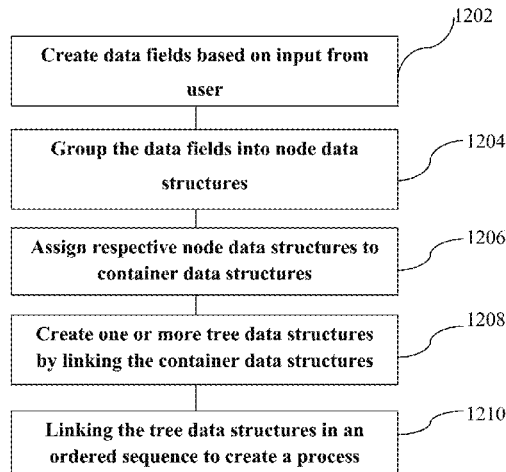 1202
Create data fields based on input from
user
1204
Group the data fields into node data
structures
1206
Assign respective node data structures to
container data structures
1208
Create one or more tree data structures
by linking the container data structures
1210
Linking the tree data structures in an
ordered sequence to create a process